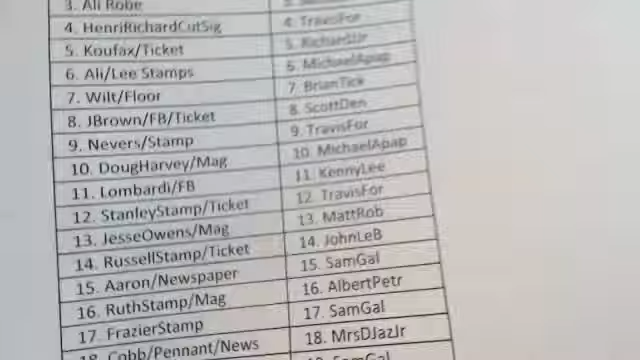 3. Ali Robe
4. HenriRichardCutSig 4. TravisFor
5. Koufax/Ticket 5. RichardJr
6. Ali/Lee Stamps 6. MichaelApap
7. Wilt/Floor 7. BrianTick
8. JBrown/FB/Ticket 8. ScottDen
9. Nevers/Stamp 9. TravisFor
10. DougHarvey/Mag 10. MichaelApap
11. Lombardi/FB 11. KennyLee
12. StanleyStamp/Ticket 12. TravisFor
13. JesseOwens/Mag 13. MattRob
14. RussellStamp/Ticket 14. JohnLeB
15. Aaron/Newspaper 15. SamGal
16. RuthStamp/Mag 16. AlbertPetr
17. FrazierStamp 17. SamGal
18. Cobb/Pennant/News 18. MrsDJazJr
19. SamGal